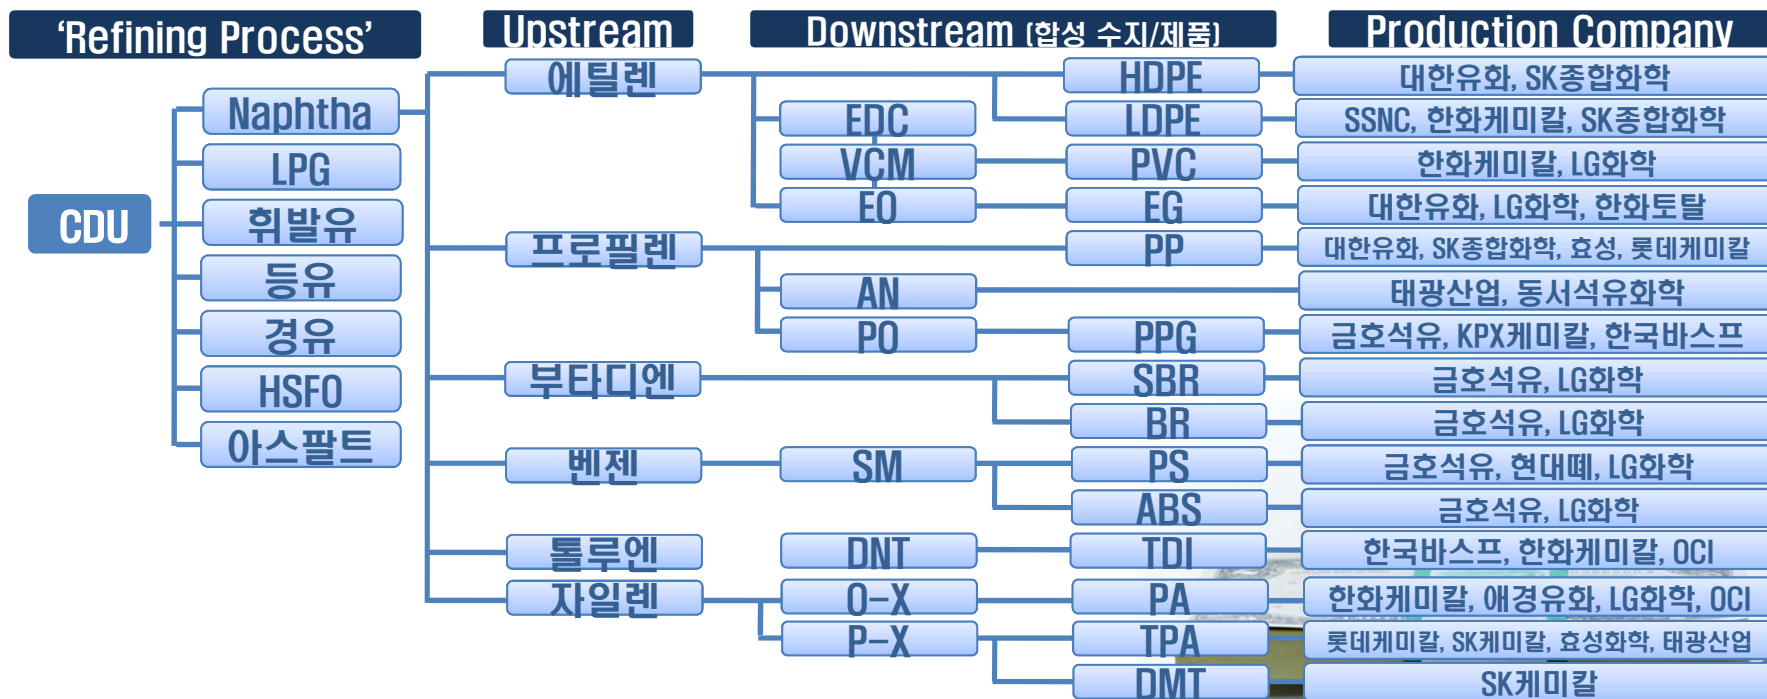 ‘Refining Process’
Upstream
Downstream (합성 수지/제품)
Production Company
CDU
Naphtha
LPG
휘발유
등유
경유
HSFO
아스팔트
에틸렌
HDPE
대한유화, SK종합화학
EDC
LDPE
SSNC, 한화케미칼, SK종합화학
VCM
PVC
한화케미칼, LG화학
EO
EG
대한유화, LG화학, 한화토탈
프로필렌
PP
대한유화, SK종합화학, 효성, 롯데케미칼
AN
태광산업, 동서석유화학
PO
PPG
금호석유, KPX케미칼, 한국바스프
부타디엔
SBR
금호석유, LG화학
BR
금호석유, LG화학
벤젠
SM
PS
금호석유, 현대떼, LG화학
ABS
금호석유, LG화학
톨루엔
DNT
TDI
한국바스프, 한화케미칼, OCI
자일렌
O-X
PA
한화케미칼, 애경유화, LG화학, OCI
P-X
TPA
롯데케미칼, SK케미칼, 효성화학, 태광산업
DMT
SK케미칼